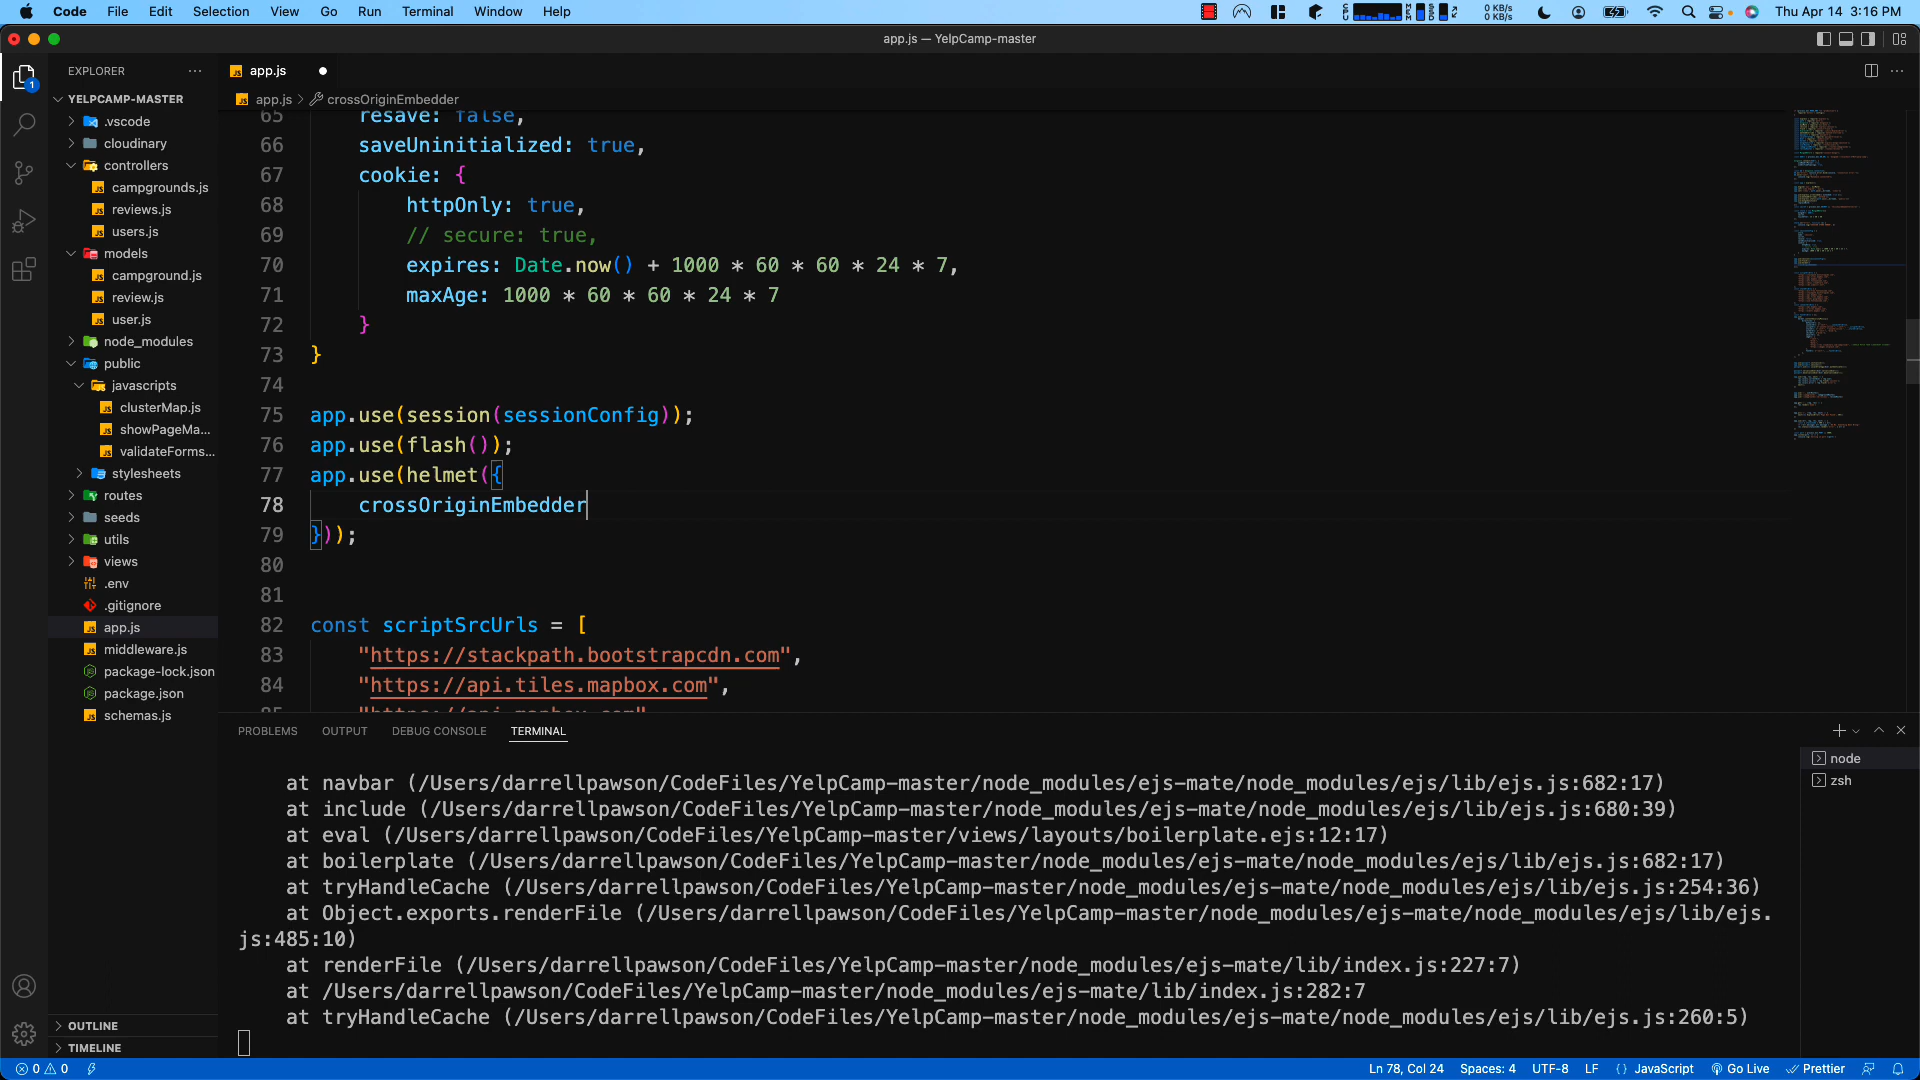 Code File Edit Selection View Go Run Terminal Window Help
0 KB/s
0 KB/s
Thu Apr 14 3:16 PM
app.js — YelpCamp-master
EXPLORER
YELPCAMP-MASTER
.vscode
cloudinary
controllers
campgrounds.js
reviews.js
users.js
models
campground.js
review.js
user.js
node_modules
public
javascripts
clusterMap.js
showPageMa...
validateForms...
stylesheets
routes
seeds
utils
views
.env
.gitignore
app.js
middleware.js
package-lock.json
package.json
schemas.js
OUTLINE
TIMELINE
app.js
app.js > crossOriginEmbedder
65 resave: false,
66 saveUninitialized: true,
67 cookie: {
68 httpOnly: true,
69 // secure: true,
70 expires: Date.now() + 1000 * 60 * 60 * 24 * 7,
71 maxAge: 1000 * 60 * 60 * 24 * 7
72 }
73 }
74
75 app.use(session(sessionConfig));
76 app.use(flash());
77 app.use(helmet({
78 crossOriginEmbedder
79 }));
80
81
82 const scriptSrcUrls = [
83 "https://stackpath.bootstrapcdn.com",
84 "https://api.tiles.mapbox.com",
85 "https://api.mapbox.com"
PROBLEMS OUTPUT DEBUG CONSOLE TERMINAL
node
zsh
at navbar (/Users/darrellpawson/CodeFiles/YelpCamp-master/node_modules/ejs-mate/node_modules/ejs/lib/ejs.js:682:17)
at include (/Users/darrellpawson/CodeFiles/YelpCamp-master/node_modules/ejs-mate/node_modules/ejs/lib/ejs.js:680:39)
at eval (/Users/darrellpawson/CodeFiles/YelpCamp-master/views/layouts/boilerplate.ejs:12:17)
at boilerplate (/Users/darrellpawson/CodeFiles/YelpCamp-master/node_modules/ejs-mate/node_modules/ejs/lib/ejs.js:682:17)
at tryHandleCache (/Users/darrellpawson/CodeFiles/YelpCamp-master/node_modules/ejs-mate/node_modules/ejs/lib/ejs.js:254:36)
at Object.exports.renderFile (/Users/darrellpawson/CodeFiles/YelpCamp-master/node_modules/ejs-mate/node_modules/ejs/lib/ejs.
js:485:10)
at renderFile (/Users/darrellpawson/CodeFiles/YelpCamp-master/node_modules/ejs-mate/lib/index.js:227:7)
at /Users/darrellpawson/CodeFiles/YelpCamp-master/node_modules/ejs-mate/lib/index.js:282:7
at tryHandleCache (/Users/darrellpawson/CodeFiles/YelpCamp-master/node_modules/ejs-mate/node_modules/ejs/lib/ejs.js:260:5)
0 0 Ln 78, Col 24 Spaces: 4 UTF-8 LF {} JavaScript Go Live Prettier